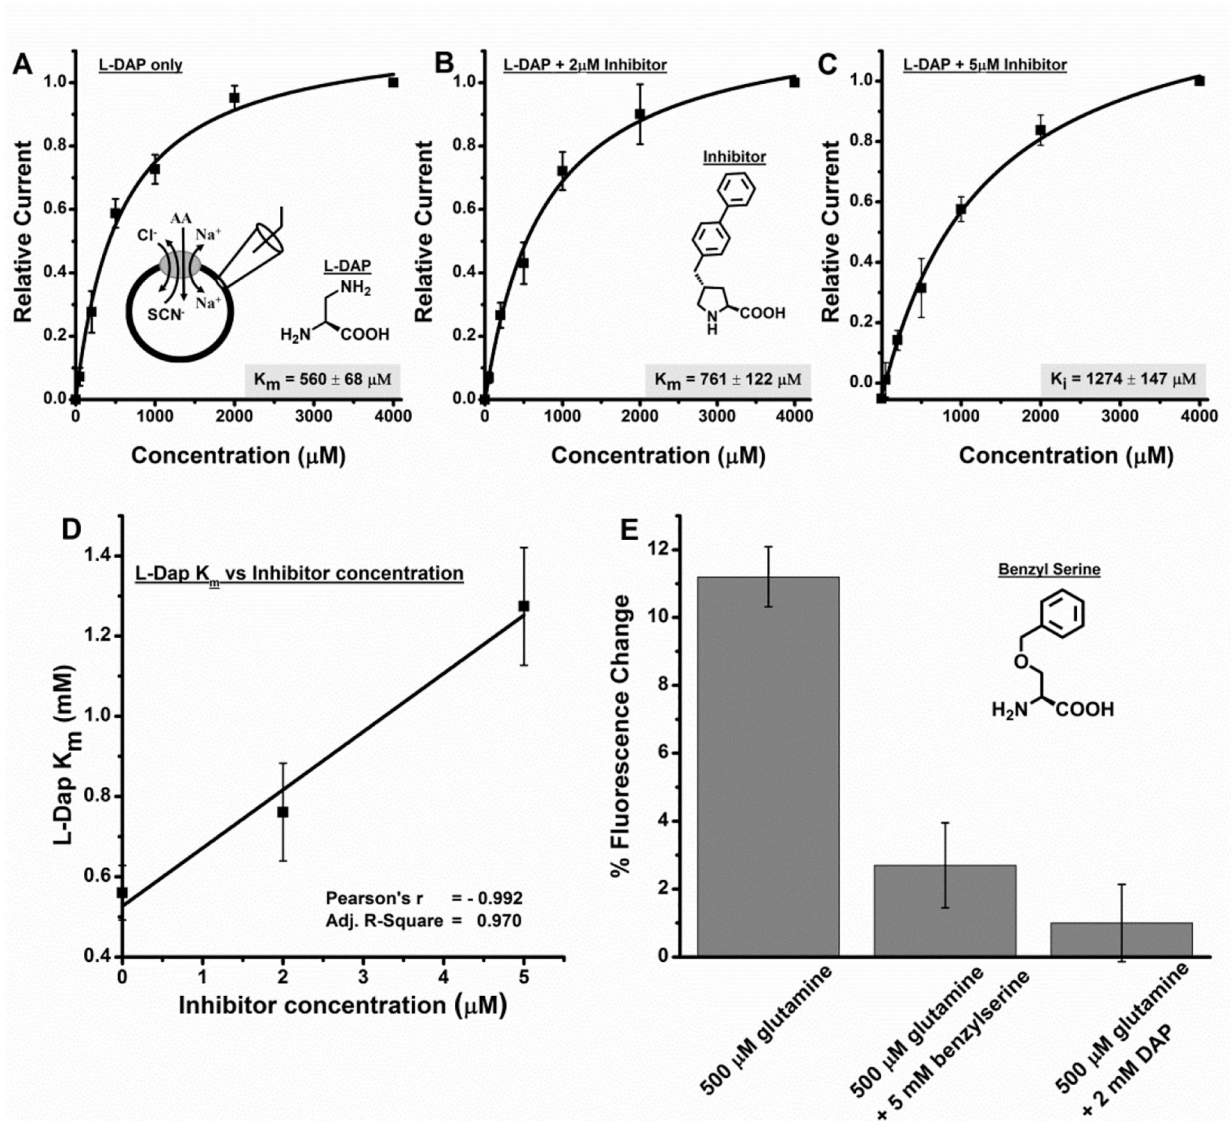 A
L-DAP only
Relative Current
1.0
0.8
0.6
0.4
0.2
0.0
0
1000
2000
3000
4000
Concentration (μM)
AA
Cl-
Na+
SCN-
Na+
L-DAP
NH2
H2N
COOH
Km = 560 ± 68 μM
B
L-DAP + 2μM Inhibitor
Relative Current
1.0
0.8
0.6
0.4
0.2
0.0
0
1000
2000
3000
4000
Concentration (μM)
Inhibitor
N
H
COOH
Km = 761 ± 122 μM
C
L-DAP + 5μM Inhibitor
Relative Current
1.0
0.8
0.6
0.4
0.2
0.0
0
1000
2000
3000
4000
Concentration (μM)
Ki = 1274 ± 147 μM
D
L-Dap Km vs Inhibitor concentration
L-Dap Km (mM)
1.4
1.2
1.0
0.8
0.6
0.4
Pearson's r = - 0.992
Adj. R-Square = 0.970
0
1
2
3
4
5
Inhibitor concentration (μM)
E
% Fluorescence Change
12
10
8
6
4
2
0
Benzyl Serine
O
H2N
COOH
500 μM glutamine
500 μM glutamine
+ 5 mM benzylserine
500 μM glutamine
+ 2 mM DAP